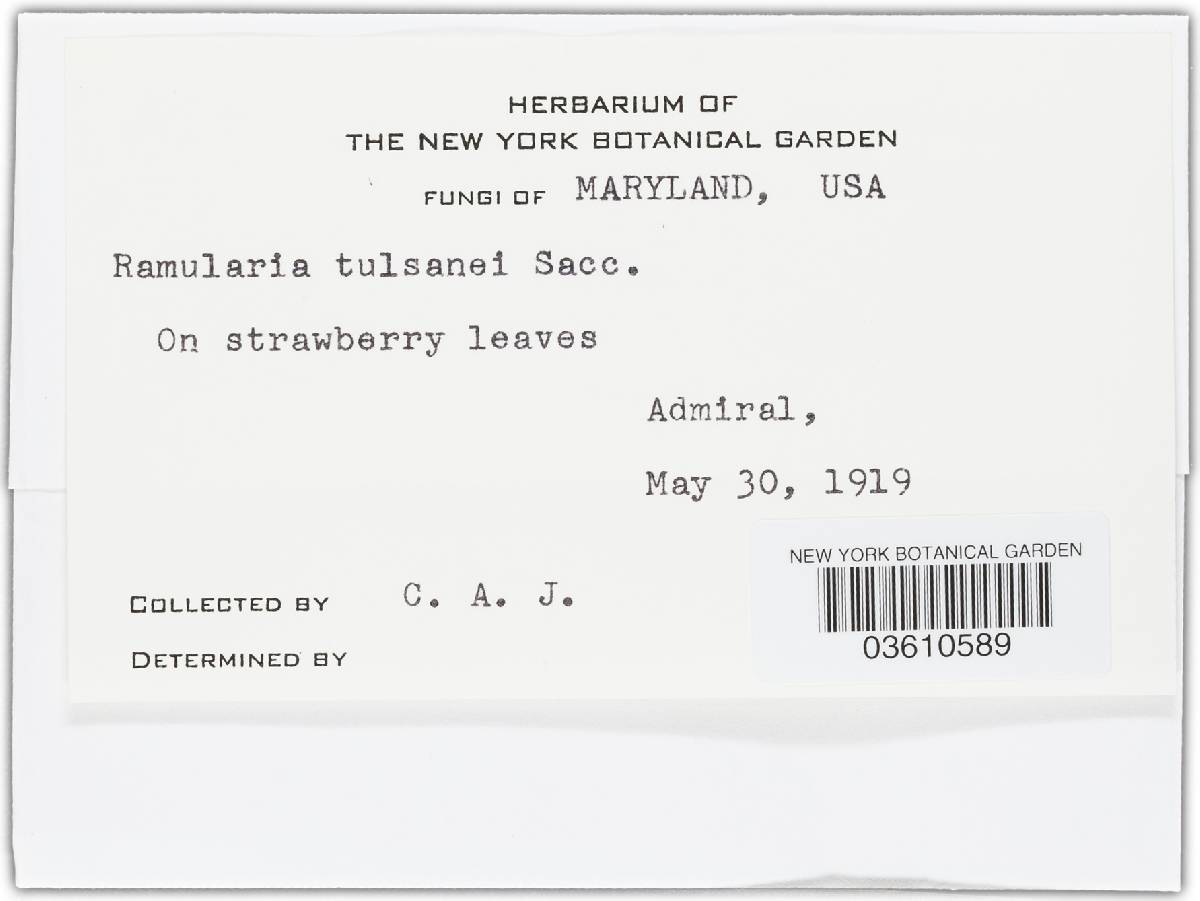 HERBARIUM OF
THE NEW YORK BOTANICAL GARDEN
FUNGI OF MARYLAND, USA
Ramularia tulsanei Sacc.
On strawberry leaves
Admiral,
May 30, 1919
NEW YORK BOTANICAL GARDEN
03610589
COLLECTED BY C. A. J.
DETERMINED BY